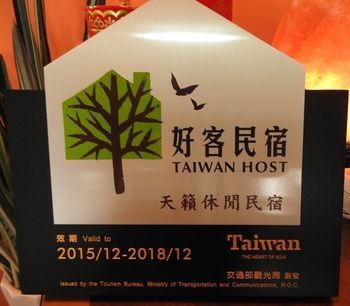 好客民宿
TAIWAN HOST
天籟休閒民宿
效期 Valid to
2015/12-2018/12
Taiwan
THE HEART OF ASIA
交通部觀光局 製發
Issued by the Tourism Bureau, Ministry of Transportation and Communications, R.O.C.